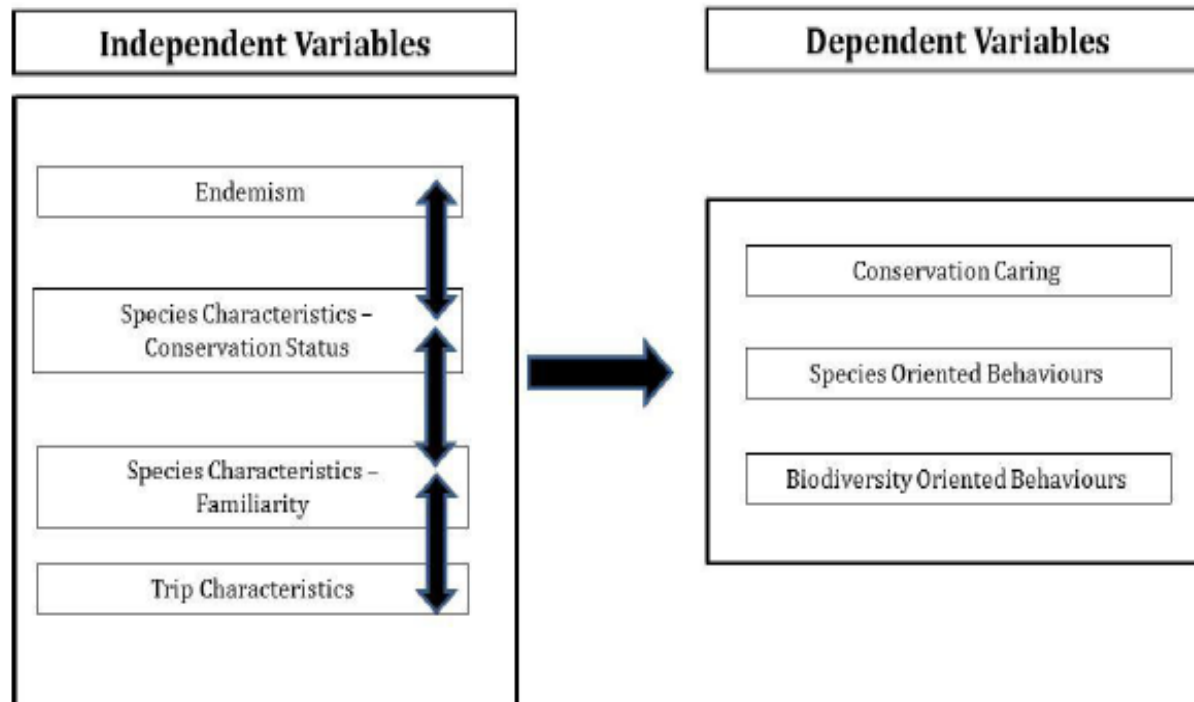 Independent Variables
Endemism
Species Characteristics –
Conservation Status
Species Characteristics –
Familiarity
Trip Characteristics
Dependent Variables
Conservation Caring
Species Oriented Behaviours
Biodiversity Oriented Behaviours